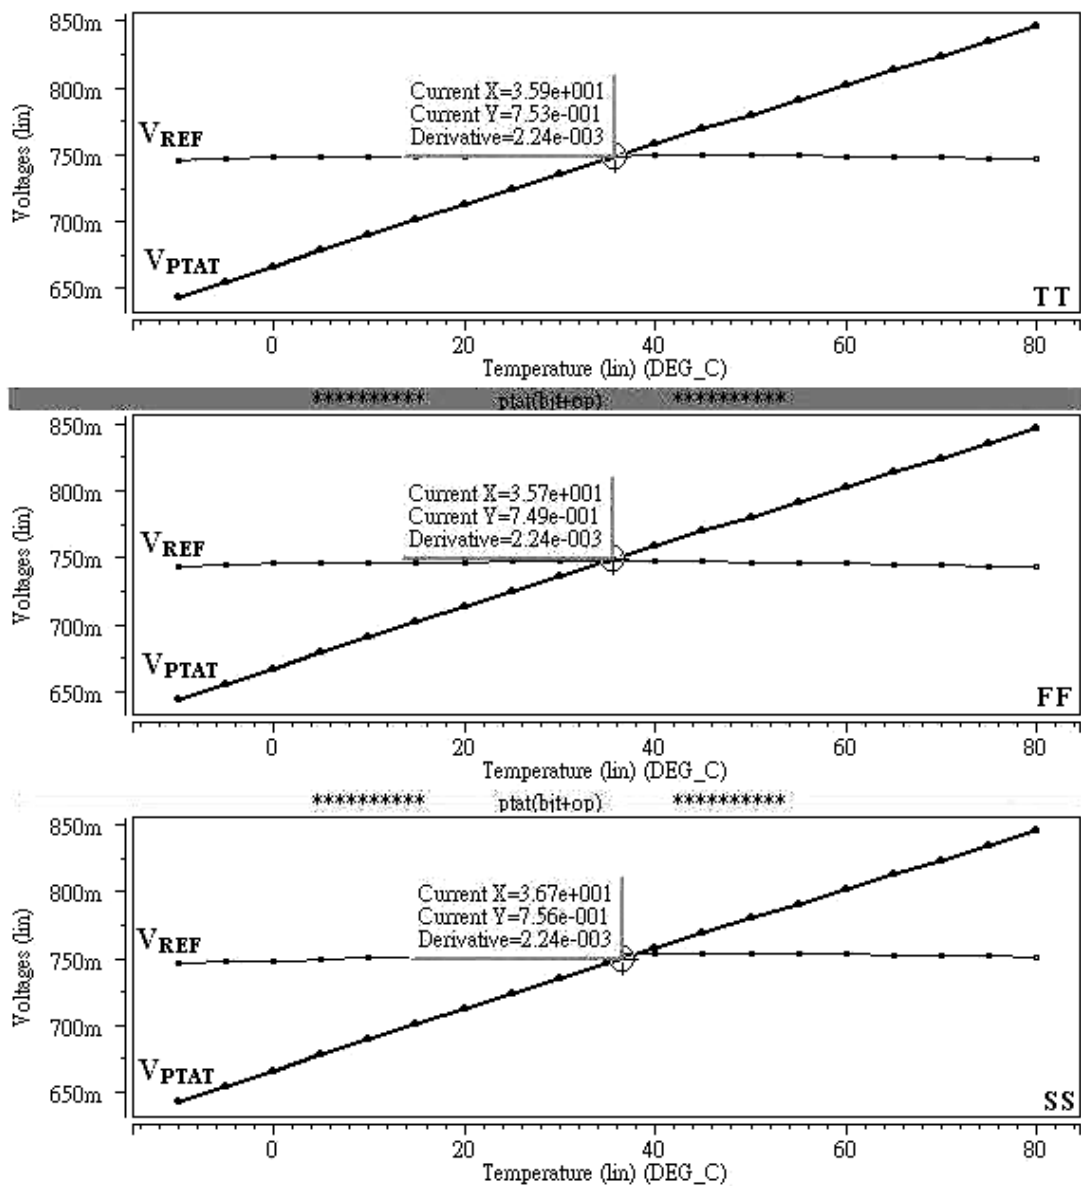 850m
800m
750m
700m
650m
Voltages (lin)
VREF
VPTAT
Current X=3.59e+001
Current Y=7.53e-001
Derivative=2.24e-003
TT
0 20 40 60 80
Temperature (lin) (DEG_C)
********** ptat(bjt+op) **********
850m
800m
750m
700m
650m
Voltages (lin)
VREF
VPTAT
Current X=3.57e+001
Current Y=7.49e-001
Derivative=2.24e-003
FF
0 20 40 60 80
Temperature (lin) (DEG_C)
********** ptat(bjt+op) **********
850m
800m
750m
700m
650m
Voltages (lin)
VREF
VPTAT
Current X=3.67e+001
Current Y=7.56e-001
Derivative=2.24e-003
SS
0 20 40 60 80
Temperature (lin) (DEG_C)